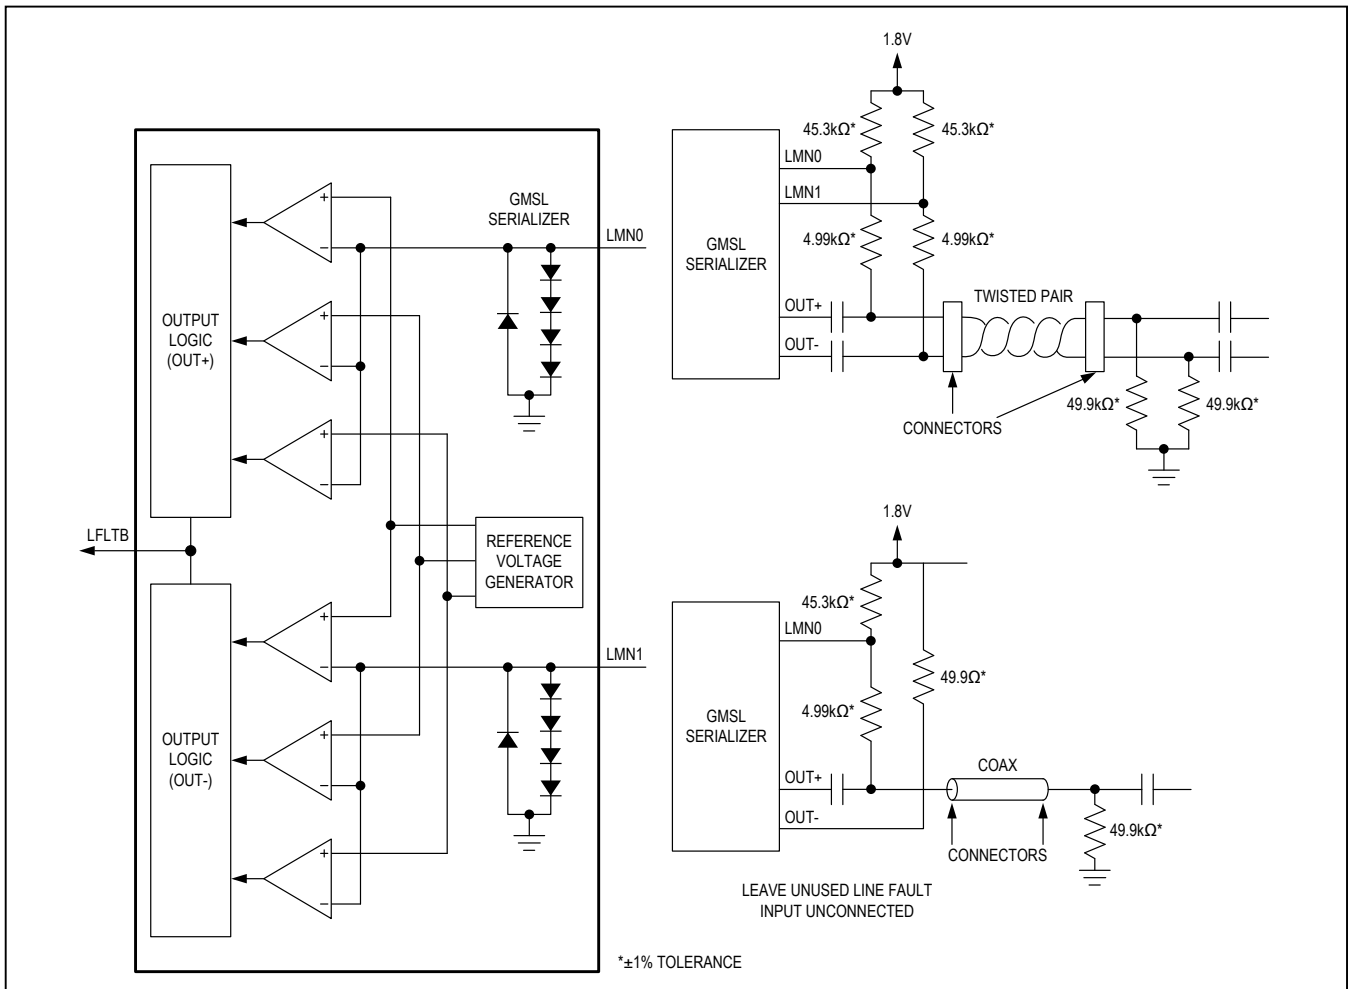 GMSL
SERIALIZER
LMN0
+
−
+
−
+
−
OUTPUT
LOGIC
(OUT+)
LFLTB
REFERENCE
VOLTAGE
GENERATOR
LMN1
+
−
+
−
+
−
OUTPUT
LOGIC
(OUT-)
1.8V
45.3kΩ*
45.3kΩ*
LMN0
LMN1
4.99kΩ*
4.99kΩ*
GMSL
SERIALIZER
OUT+
OUT-
TWISTED PAIR
49.9kΩ*
49.9kΩ*
CONNECTORS
1.8V
45.3kΩ*
LMN0
49.9Ω*
4.99kΩ*
GMSL
SERIALIZER
OUT+
OUT-
COAX
49.9kΩ*
CONNECTORS
LEAVE UNUSED LINE FAULT
INPUT UNCONNECTED
*±1% TOLERANCE